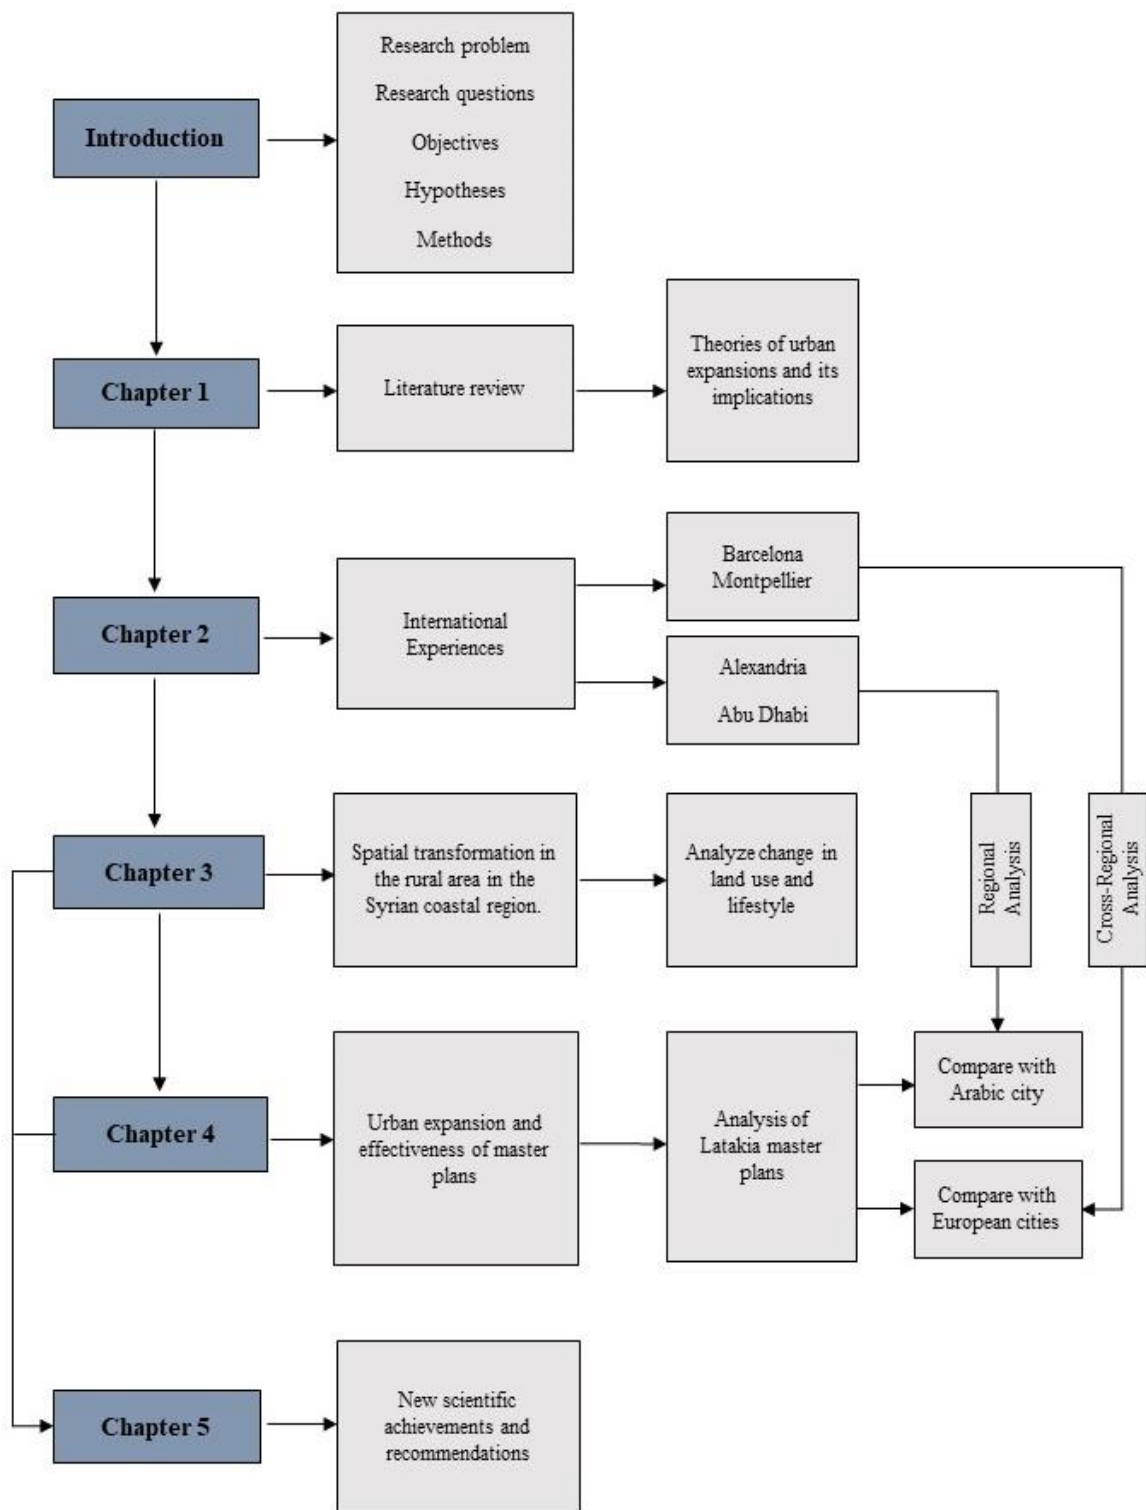 Introduction
Research problem
Research questions
Objectives
Hypotheses
Methods
Chapter 1
Literature review
Theories of urban
expansions and its
implications
Chapter 2
International
Experiences
Barcelona
Montpellier
Alexandria
Abu Dhabi
Regional
Analysis
Cross-Regional
Analysis
Chapter 3
Spatial transformation in
the rural area in the
Syrian coastal region.
Analyze change in
land use and
lifestyle
Chapter 4
Urban expansion and
effectiveness of master
plans
Analysis of
Latakia master
plans
Compare with
Arabic city
Compare with
European cities
Chapter 5
New scientific
achievements and
recommendations